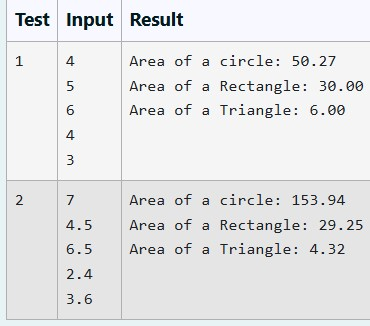 Test Input Result
1 4 Area of a circle: 50.27
5 Area of a Rectangle: 30.00
6 Area of a Triangle: 6.00
4
3
2 7 Area of a circle: 153.94
4.5 Area of a Rectangle: 29.25
6.5 Area of a Triangle: 4.32
2.4
3.6